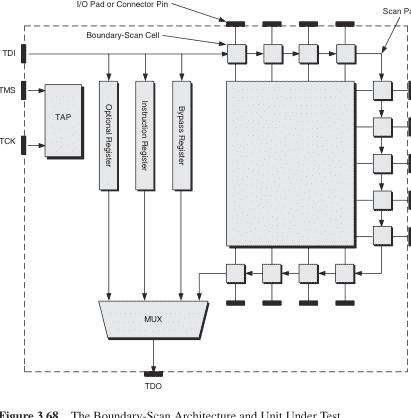 I/O Pad or Connector Pin
Scan Pa
Boundary-Scan Cell
TDI
TMS
TAP
TCK
Optional Register
Instruction Register
Bypass Register
MUX
TDO
Figure 3.68 The Boundary-Scan Architecture and Unit Under Test